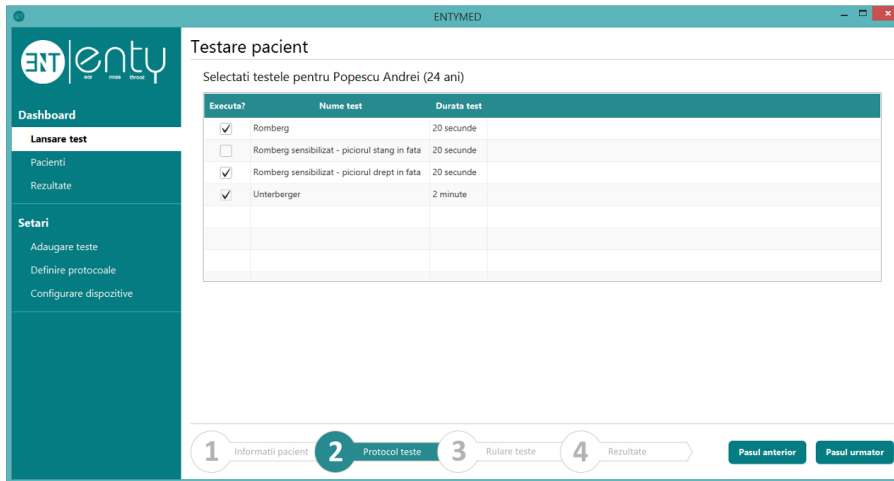 ENTYMED
ENT enty
ear nose throat
Dashboard
Lansare test
Pacienti
Rezultate
Setari
Adaugare teste
Definire protocoale
Configurare dispozitive
Testare pacient
Selectati testele pentru Popescu Andrei (24 ani)
Executa? Nume test Durata test
Romberg 20 secunde
Romberg sensibilizat - piciorul stang in fata 20 secunde
Romberg sensibilizat - piciorul drept in fata 20 secunde
Unterberger 2 minute
1 Informatii pacient 2 Protocol teste 3 Rulare teste 4 Rezultate
Pasul anterior Pasul urmator